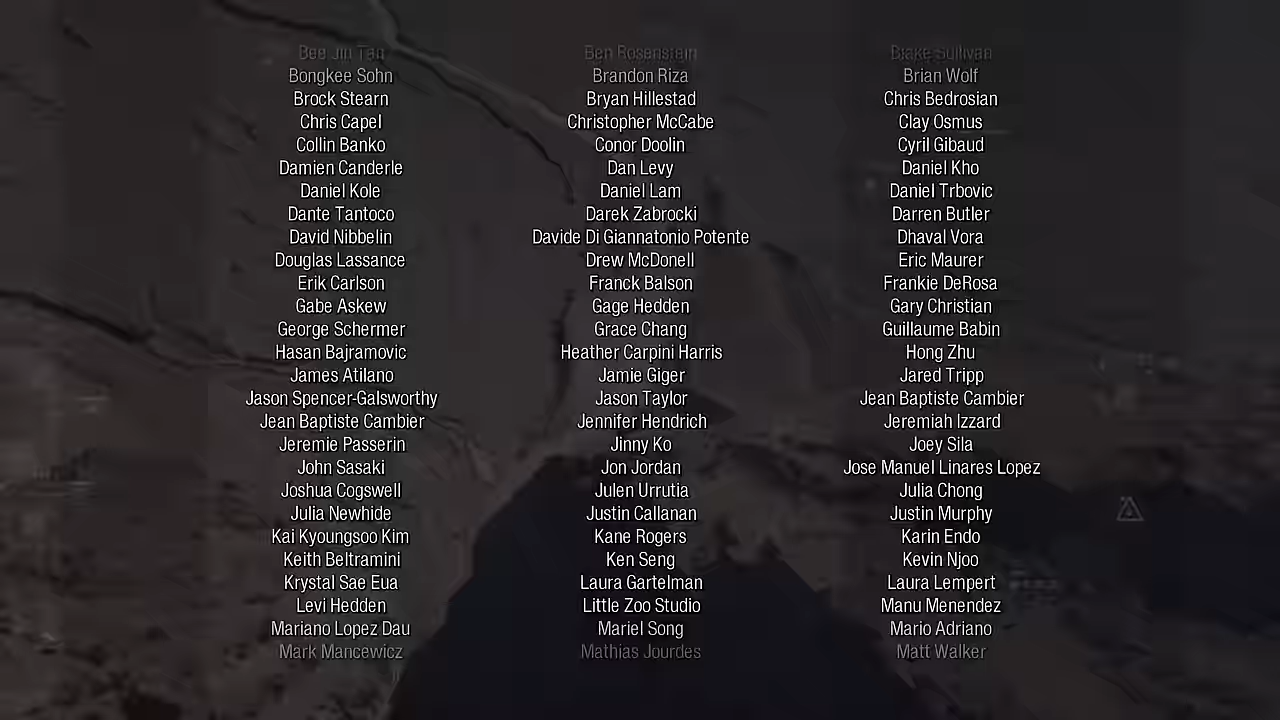 Bee Jin Tan Ben Rosenstein Blake Sullivan
Bongkee Sohn Brandon Riza Brian Wolf
Brock Stearn Bryan Hillestad Chris Bedrosian
Chris Capel Christopher McCabe Clay Osmus
Collin Banko Conor Doolin Cyril Gibaud
Damien Canderle Dan Levy Daniel Kho
Daniel Kole Daniel Lam Daniel Trbovic
Dante Tantoco Darek Zabrocki Darren Butler
David Nibbelin Davide Di Giannatonio Potente Dhaval Vora
Douglas Lassance Drew McDonell Eric Maurer
Erik Carlson Franck Balson Frankie DeRosa
Gabe Askew Gage Hedden Gary Christian
George Schermer Grace Chang Guillaume Babin
Hasan Bajramovic Heather Carpini Harris Hong Zhu
James Atilano Jamie Giger Jared Tripp
Jason Spencer-Galsworthy Jason Taylor Jean Baptiste Cambier
Jean Baptiste Cambier Jennifer Hendrich Jeremiah Izzard
Jeremie Passerin Jinny Ko Joey Sila
John Sasaki Jon Jordan Jose Manuel Linares Lopez
Joshua Cogswell Julen Urrutia Julia Chong
Julia Newhide Justin Callanan Justin Murphy
Kai Kyoungsoo Kim Kane Rogers Karin Endo
Keith Beltramini Ken Seng Kevin Njoo
Krystal Sae Eua Laura Gartelman Laura Lempert
Levi Hedden Little Zoo Studio Manu Menendez
Mariano Lopez Dau Mariel Song Mario Adriano
Mark Mancewicz Mathias Jourdes Matt Walker